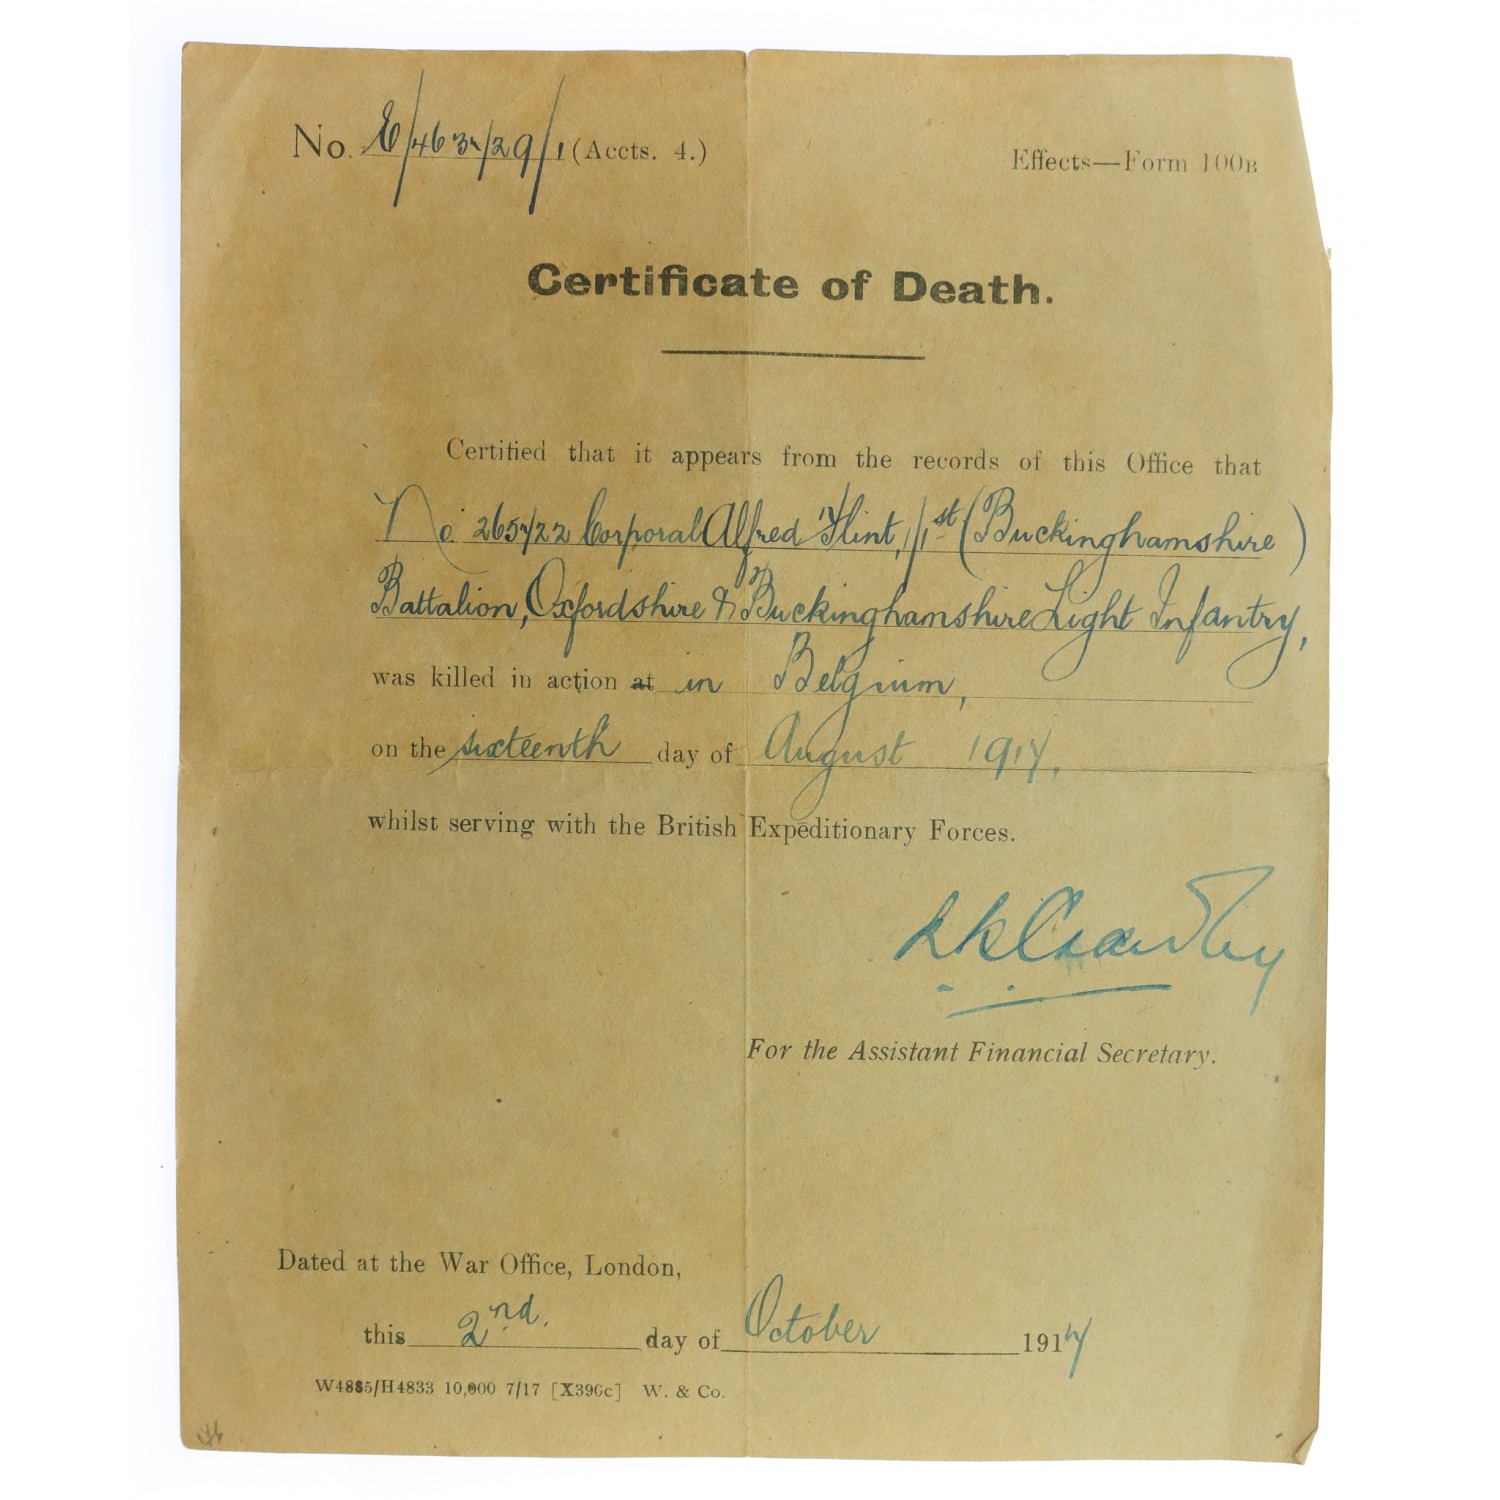 No. E/4632/29/1 (Accts. 4.)
Effects—Form 100B
Certificate of Death.
Certified that it appears from the records of this Office that
No 265722 Corporal Alfred Flint, 1/1st (Buckinghamshire)
Battalion, Oxfordshire & Buckinghamshire Light Infantry,
was killed in action at in Belgium,
on the sixteenth day of August 1917,
whilst serving with the British Expeditionary Forces.
For the Assistant Financial Secretary.
Dated at the War Office, London,
this 2nd. day of October 1917
W4885/H4833 10,000 7/17 [X390c] W. & Co.